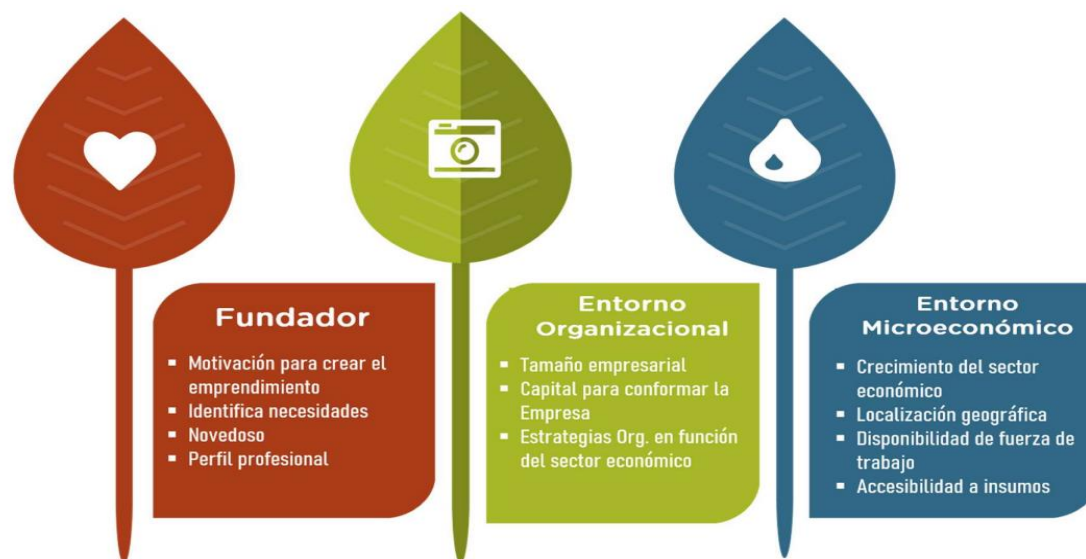 Fundador
▪ Motivación para crear el
emprendimiento
▪ Identifica necesidades
▪ Novedoso
▪ Perfil profesional
Entorno
Organizacional
▪ Tamaño empresarial
▪ Capital para conformar la
Empresa
▪ Estrategias Org. en función
del sector económico
Entorno
Microeconómico
▪ Crecimiento del sector
económico
▪ Localización geográfica
▪ Disponibilidad de fuerza de
trabajo
▪ Accesibilidad a insumos